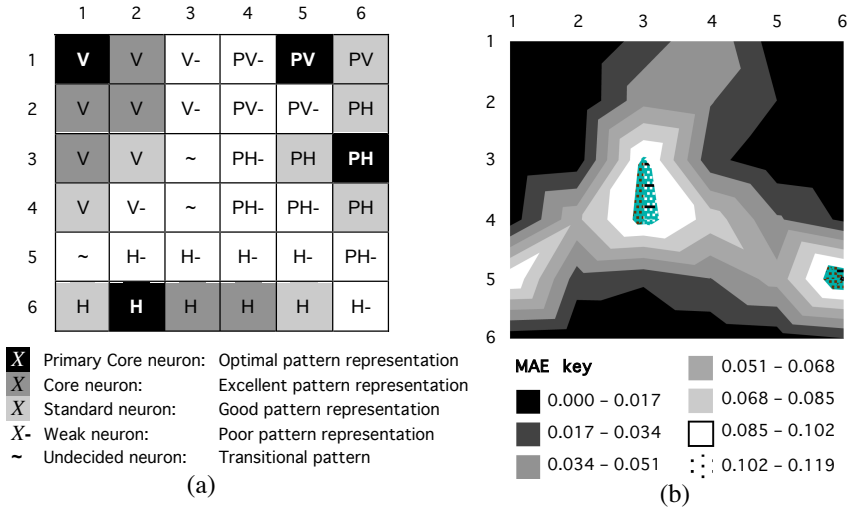 1 2 3 4 5 6
1 V V V- PV- PV PV
2 V V V- PV- PV- PH
3 V V ~ PH- PH PH
4 V V- ~ PH- PH- PH
5 ~ H- H- H- H- PH-
6 H H H H H H-
X Primary Core neuron: Optimal pattern representation
X Core neuron: Excellent pattern representation
X Standard neuron: Good pattern representation
X- Weak neuron: Poor pattern representation
~ Undecided neuron: Transitional pattern
(a)
1 2 3 4 5 6
1
2
3
4
5
6
MAE key
0.000 – 0.017
0.017 – 0.034
0.034 – 0.051
0.051 – 0.068
0.068 – 0.085
0.085 – 0.102
0.102 – 0.119
(b)